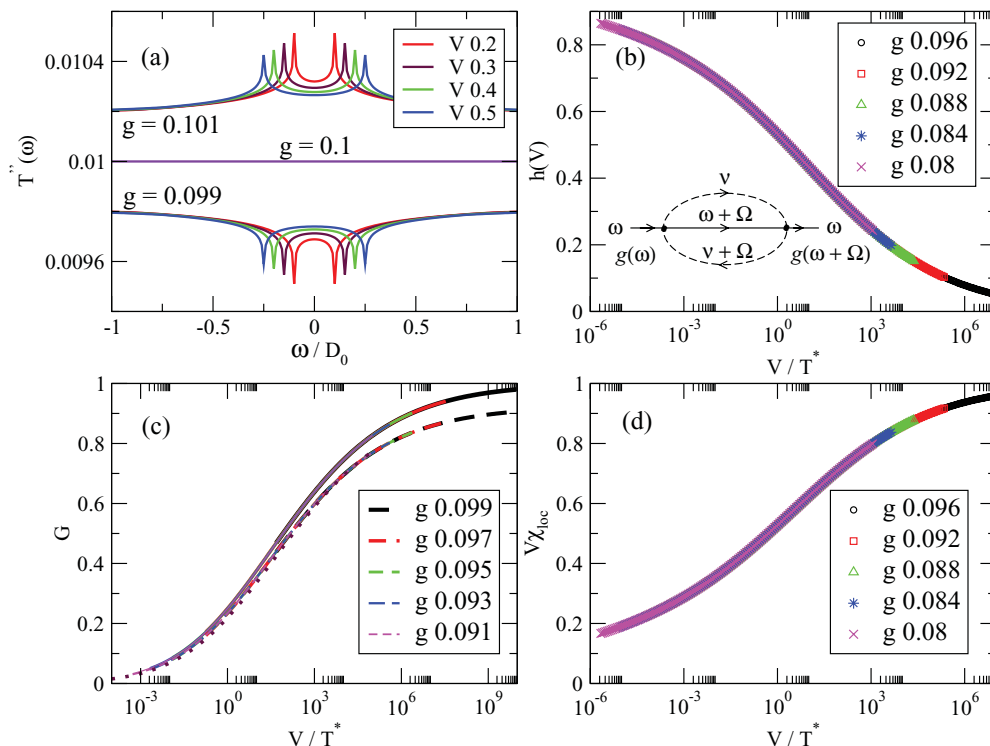 (a)
V 0.2
V 0.3
V 0.4
V 0.5
g = 0.101
g = 0.1
g = 0.099
0.0104
0.01
0.0096
T''(ω)
-1 -0.5 0 0.5 1
ω / D₀
(b)
g 0.096
g 0.092
g 0.088
g 0.084
g 0.08
ν
ω ω + Ω ω
g(ω) ν + Ω g(ω+Ω)
0.8
0.6
0.4
0.2
0
h(V)
10⁻⁶ 10⁻³ 10⁰ 10³ 10⁶
V / T*
(c)
g 0.099
g 0.097
g 0.095
g 0.093
g 0.091
1
0.8
0.6
0.4
0.2
0
G
10⁻³ 10⁰ 10³ 10⁶ 10⁹
V / T*
(d)
g 0.096
g 0.092
g 0.088
g 0.084
g 0.08
1
0.8
0.6
0.4
0.2
0
Vχloc
10⁻⁶ 10⁻³ 10⁰ 10³ 10⁶
V / T*